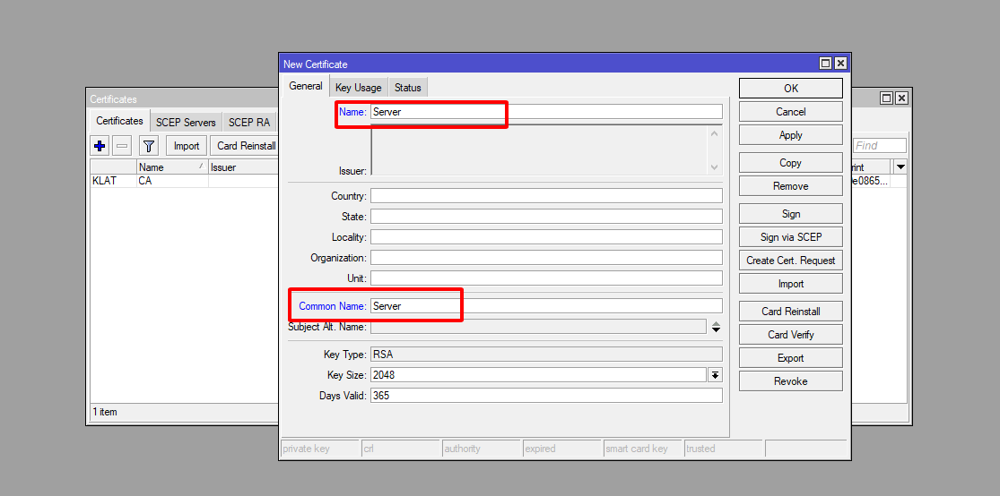 New Certificate
General Key Usage Status
Name: Server
Issuer:
Country:
State:
Locality:
Organization:
Unit:
Common Name: Server
Subject Alt. Name:
Key Type: RSA
Key Size: 2048
Days Valid: 365
private key crl authority expired smart card key trusted
OK
Cancel
Apply
Copy
Remove
Sign
Sign via SCEP
Create Cert. Request
Import
Card Reinstall
Card Verify
Export
Revoke
Certificates
Certificates SCEP Servers SCEP RA
Import Card Reinstall Find
Name Issuer
KLAT CA
1 item